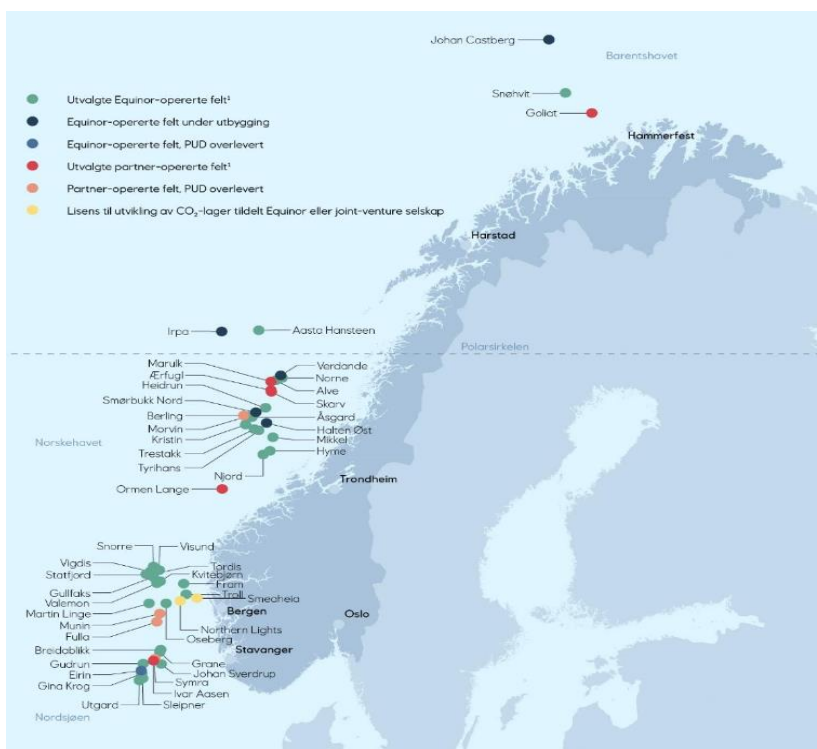 Johan Castberg
Barentshavet
Snøhvit
Goliat
Hammerfest
Utvalgte Equinor-opererte felt¹
Equinor-opererte felt under utbygging
Equinor-opererte felt, PUD overlevert
Utvalgte partner-opererte felt¹
Partner-opererte felt, PUD overlevert
Lisens til utvikling av CO₂-lager tildelt Equinor eller joint-venture selskap
Harstad
Irpa
Aasta Hansteen
Polarsirkelen
Marulk
Verdande
Ærfugl
Norne
Heidrun
Alve
Smørbukk Nord
Skarv
Berling
Åsgard
Morvin
Halten Øst
Kristin
Mikkel
Norskehavet
Trestakk
Hyme
Tyrihans
Njord
Trondheim
Ormen Lange
Snorre
Visund
Vigdis
Tordis
Statfjord
Kvitebjørn
Gullfaks
Fram
Valemon
Troll
Smeaheia
Martin Linge
Bergen
Oslo
Munin
Northern Lights
Fulla
Oseberg
Breidablikk
Stavanger
Gudrun
Grane
Eirin
Johan Sverdrup
Gina Krog
Symra
Ivar Aasen
Utgard
Sleipner
Nordsjøen